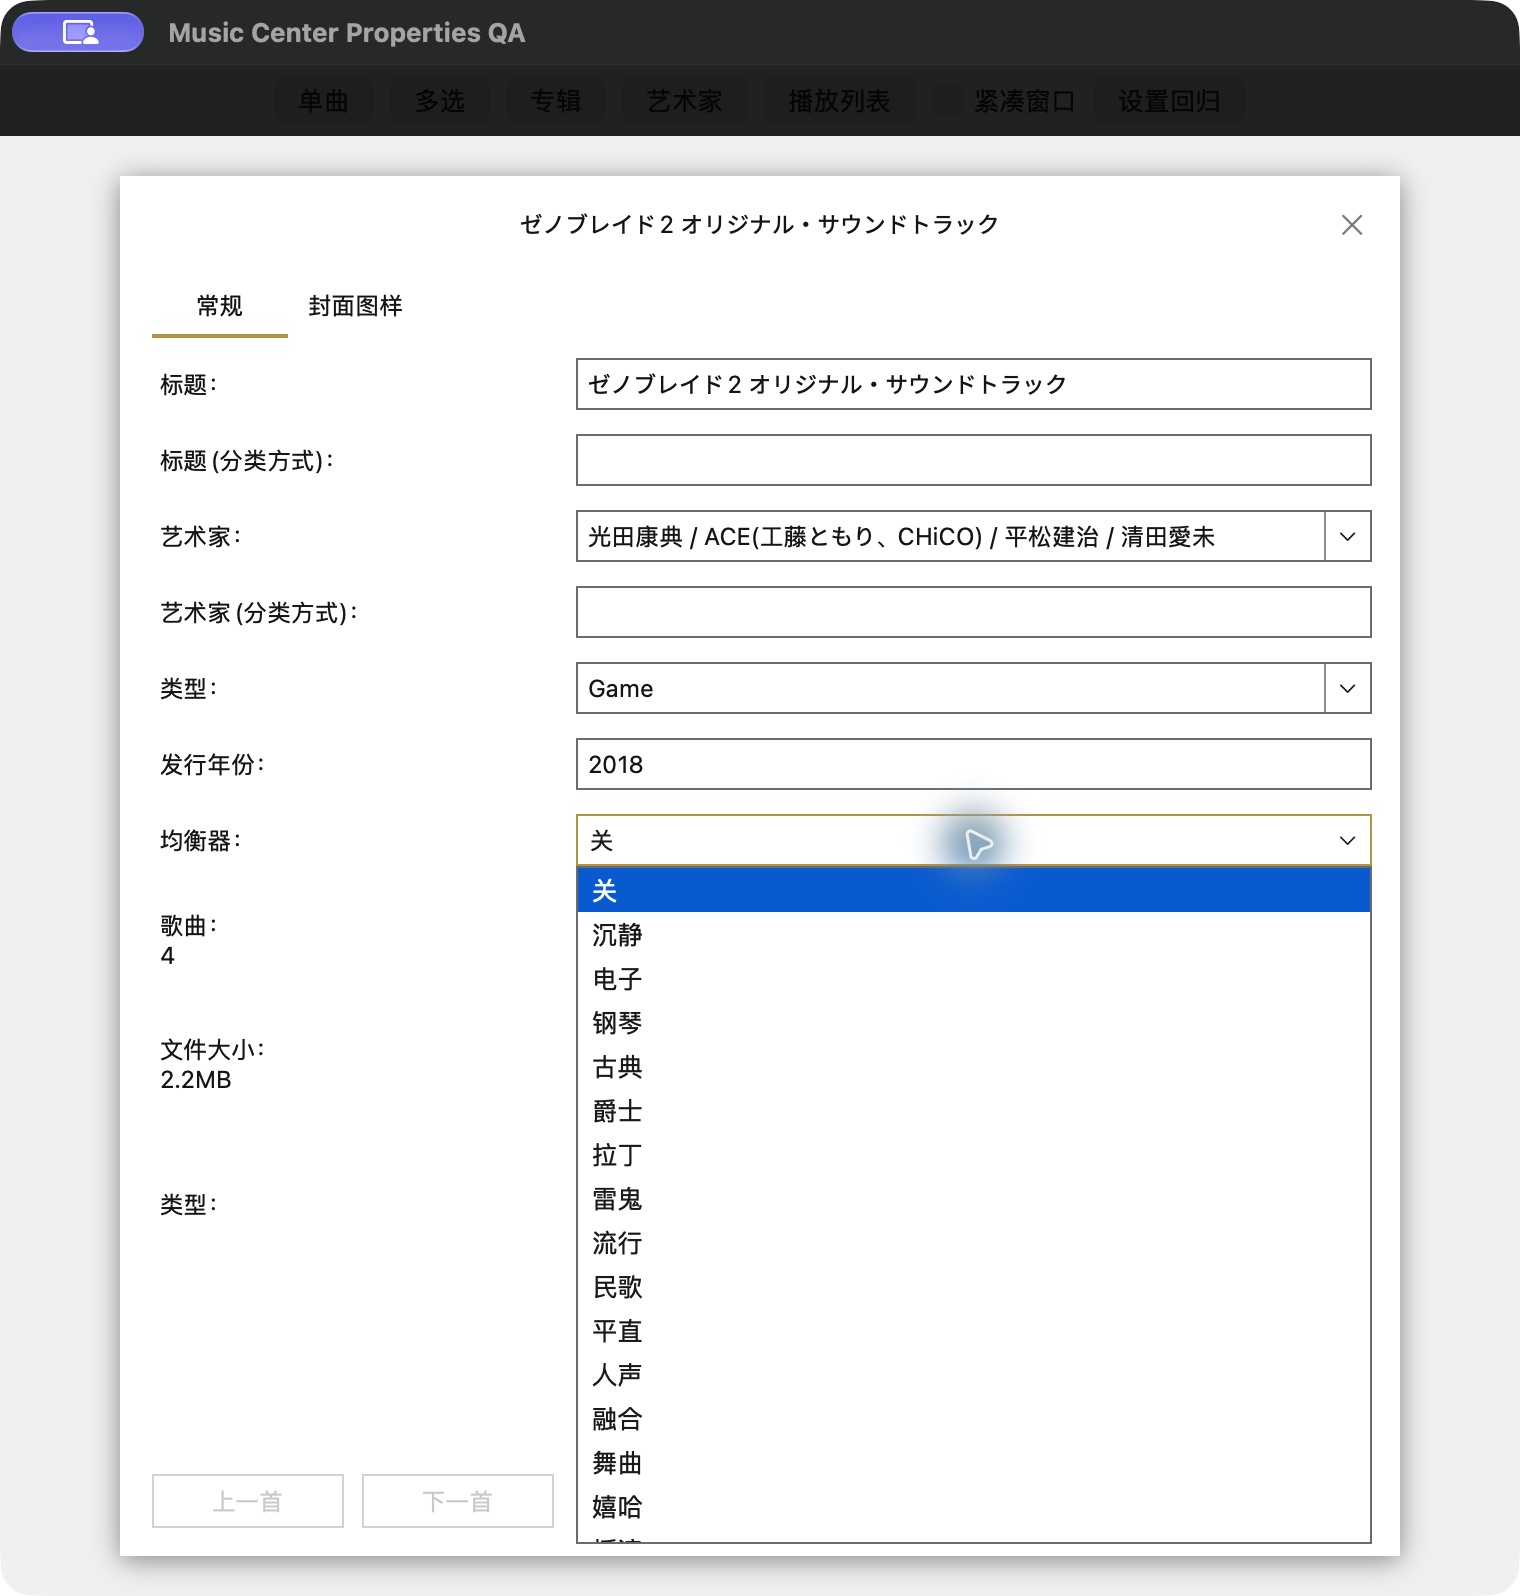 Music Center Properties QA
单曲 多选 专辑 艺术家 播放列表 紧凑窗口 设置回归
ゼノブレイド2 オリジナル・サウンドトラック
常规 封面图样
标题: ゼノブレイド2 オリジナル・サウンドトラック
标题(分类方式):
艺术家: 光田康典 / ACE(工藤ともり、CHiCO) / 平松建治 / 清田愛未
艺术家(分类方式):
类型: Game
发行年份: 2018
均衡器: 关
关
沉静
电子
钢琴
古典
爵士
拉丁
雷鬼
流行
民歌
平直
人声
融合
舞曲
嘻哈
歌曲:
4
文件大小:
2.2MB
类型:
上一首 下一首